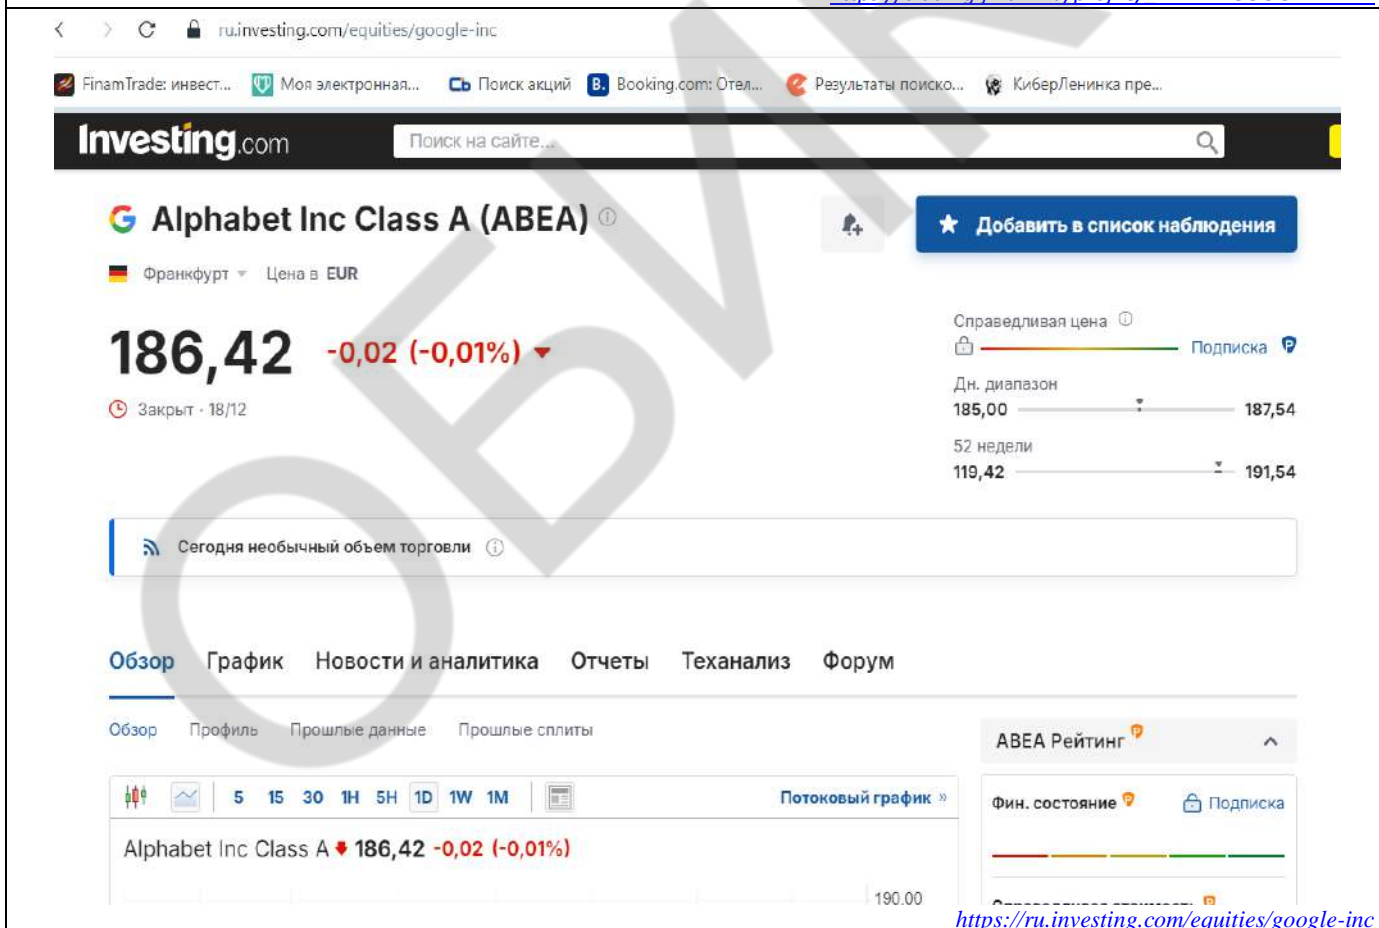 ru.investing.com/equities/google-inc
FinamTrade: инвест... Моя электронная... Поиск акций Booking.com: Отел... Результаты поиско... КиберЛенинка пре...
Investing.com Поиск на сайте...
Alphabet Inc Class A (ABEA)
Добавить в список наблюдения
Франкфурт Цена в EUR
186,42 -0,02 (-0,01%)
Закрыт · 18/12
Справедливая цена
Подписка
Дн. диапазон
185,00 187,54
52 недели
119,42 191,54
Сегодня необычный объем торговли
Обзор График Новости и аналитика Отчеты Теханализ Форум
Обзор Профиль Прошлые данные Прошлые сплиты
ABEA Рейтинг
5 15 30 1H 5H 1D 1W 1M Потоковый график »
Фин. состояние Подписка
Alphabet Inc Class A 186,42 -0,02 (-0,01%)
190.00
https://ru.investing.com/equities/google-inc